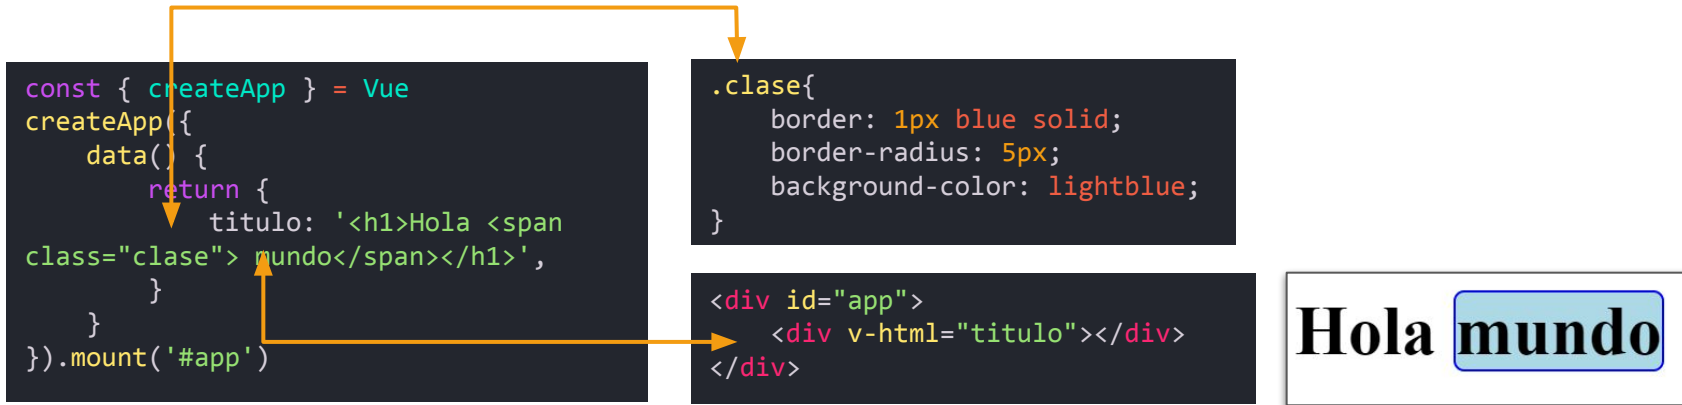 const { createApp } = Vue
createApp({
    data() {
        return {
            titulo: '<h1>Hola <span
class="clase"> mundo</span></h1>',
        }
    }
}).mount('#app')
.clase{
    border: 1px blue solid;
    border-radius: 5px;
    background-color: lightblue;
}
<div id="app">
    <div v-html="titulo"></div>
</div>
Hola mundo